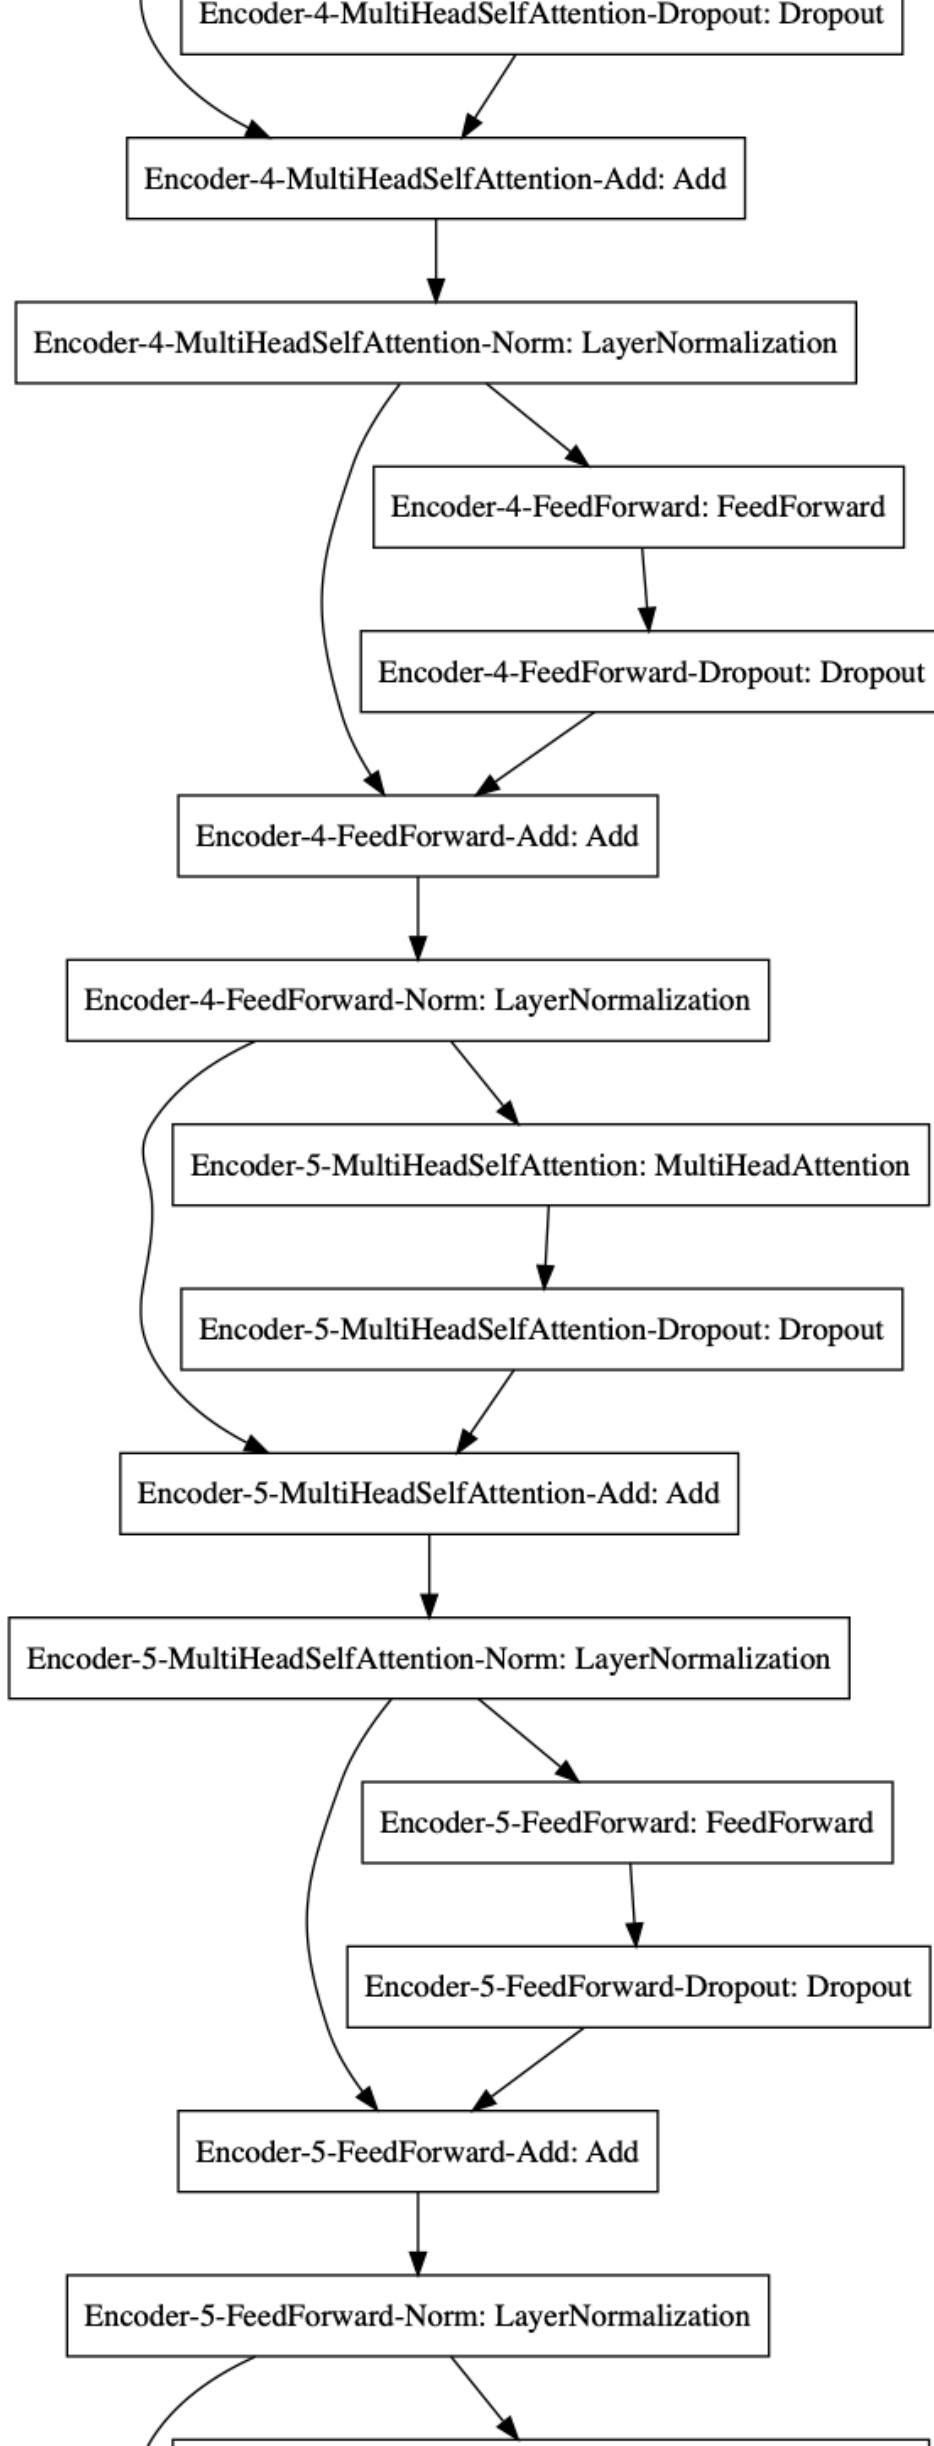 Encoder-4-MultiHeadSelfAttention-Dropout: Dropout
Encoder-4-MultiHeadSelfAttention-Add: Add
Encoder-4-MultiHeadSelfAttention-Norm: LayerNormalization
Encoder-4-FeedForward: FeedForward
Encoder-4-FeedForward-Dropout: Dropout
Encoder-4-FeedForward-Add: Add
Encoder-4-FeedForward-Norm: LayerNormalization
Encoder-5-MultiHeadSelfAttention: MultiHeadAttention
Encoder-5-MultiHeadSelfAttention-Dropout: Dropout
Encoder-5-MultiHeadSelfAttention-Add: Add
Encoder-5-MultiHeadSelfAttention-Norm: LayerNormalization
Encoder-5-FeedForward: FeedForward
Encoder-5-FeedForward-Dropout: Dropout
Encoder-5-FeedForward-Add: Add
Encoder-5-FeedForward-Norm: LayerNormalization